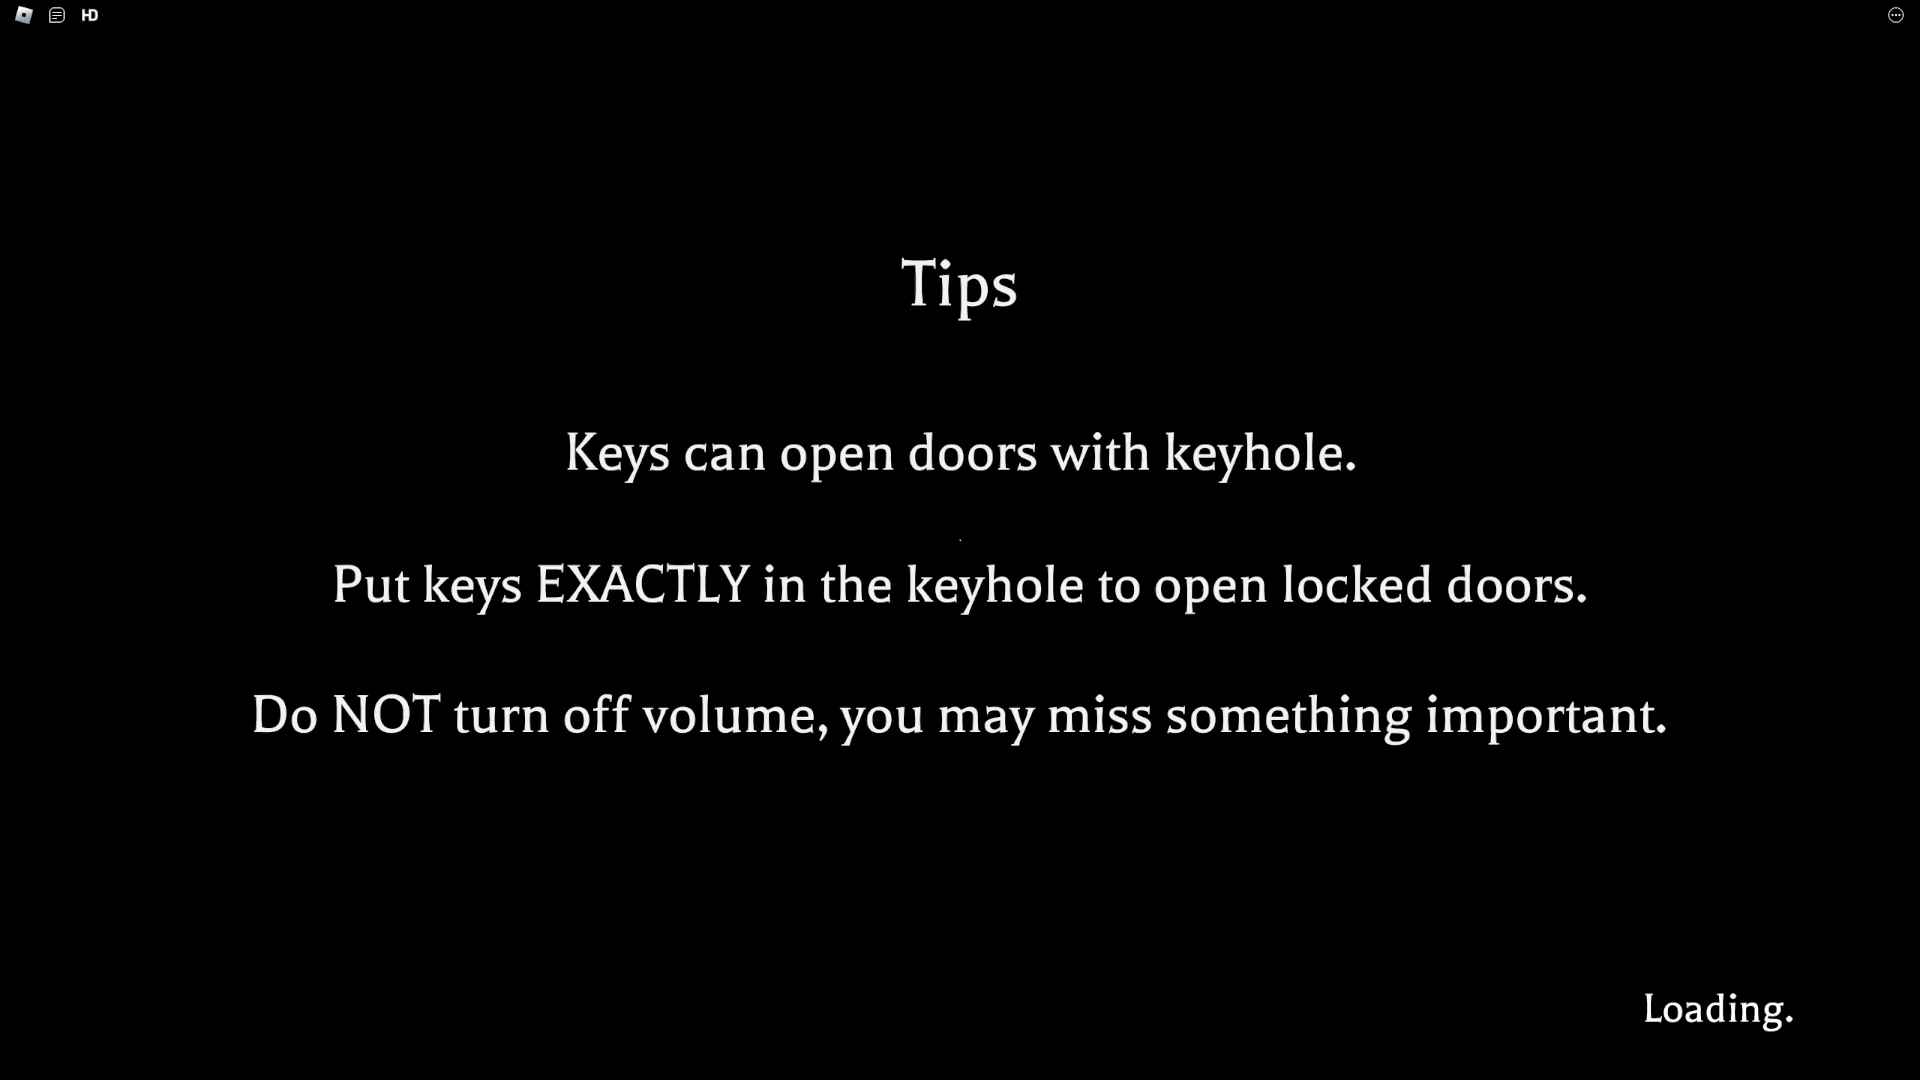 HD
Tips
Keys can open doors with keyhole.
Put keys EXACTLY in the keyhole to open locked doors.
Do NOT turn off volume, you may miss something important.
Loading.